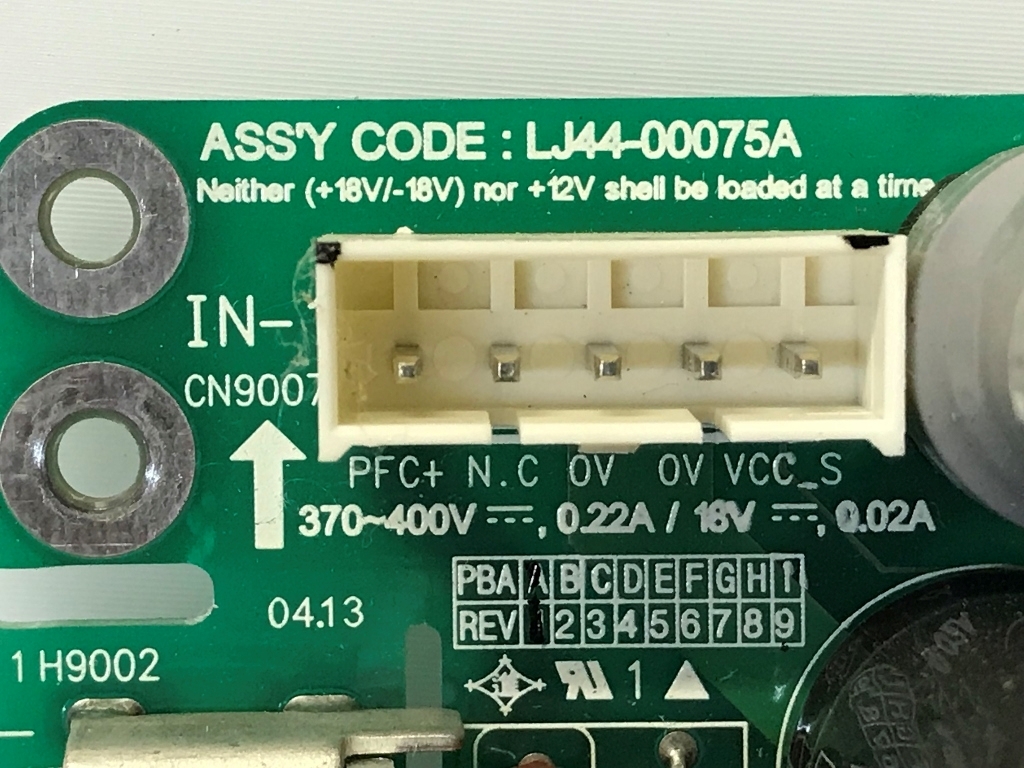 ASS'Y CODE : LJ44-00075A
Neither (+18V/-18V) nor +12V shell be loaded at a time
IN-
CN9007
PFC+ N.C 0V 0V VCC_S
370~400V ⎓, 0.22A / 18V ⎓, 0.02A
PBA A B C D E F G H I
REV 2 3 4 5 6 7 8 9
04.13
1 H9002
1